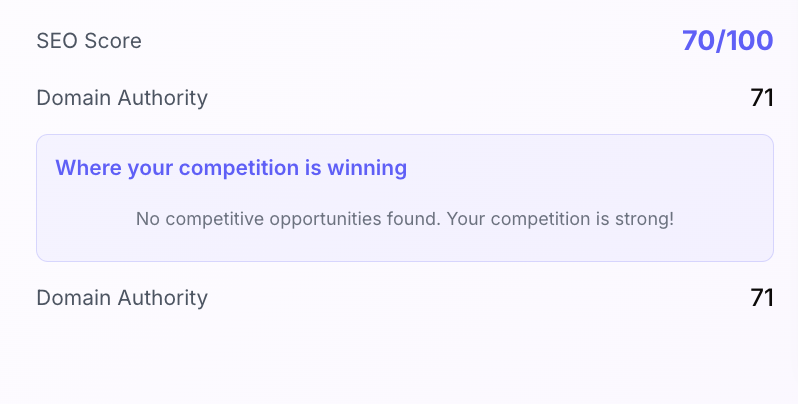 SEO Score 70/100
Domain Authority 71
Where your competition is winning
No competitive opportunities found. Your competition is strong!
Domain Authority 71